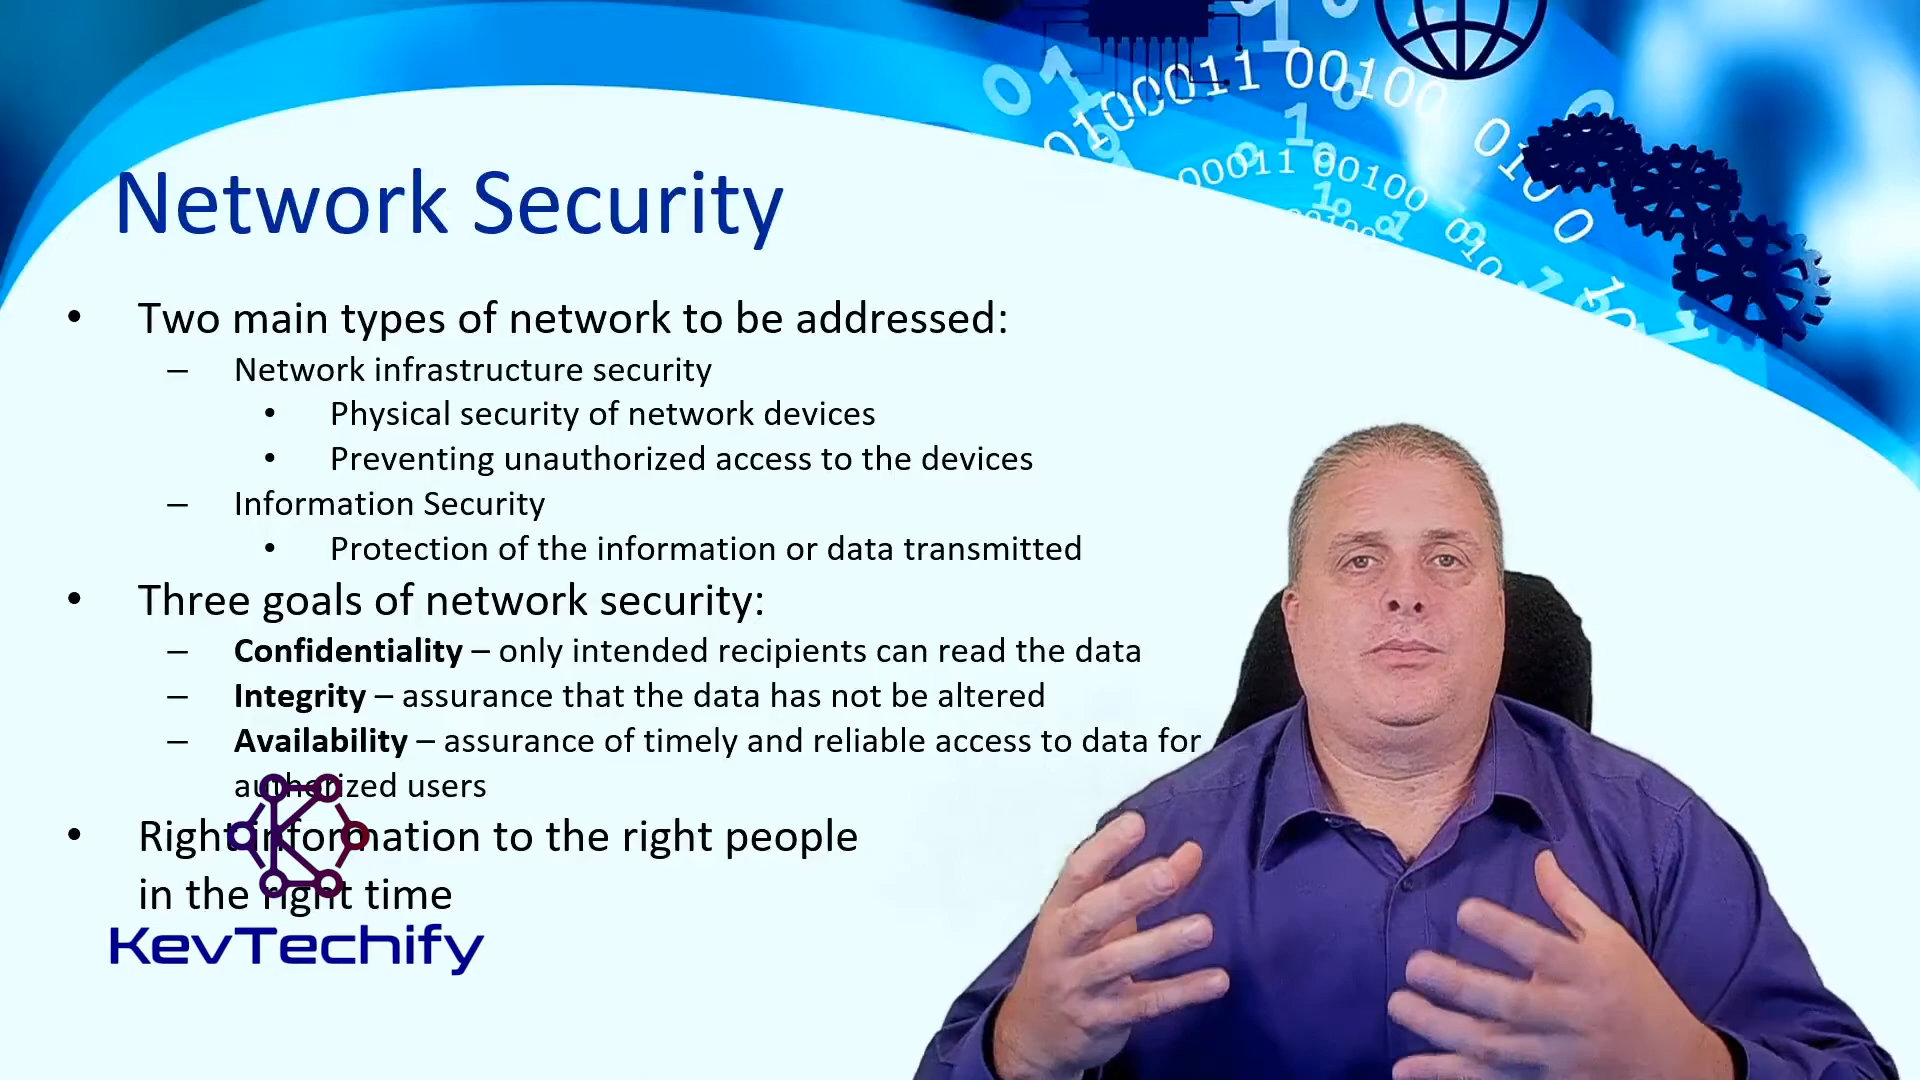 Network Security
• Two main types of network to be addressed:
– Network infrastructure security
• Physical security of network devices
• Preventing unauthorized access to the devices
– Information Security
• Protection of the information or data transmitted
• Three goals of network security:
– Confidentiality – only intended recipients can read the data
– Integrity – assurance that the data has not be altered
– Availability – assurance of timely and reliable access to data for
authorized users
• Right information to the right people
in the right time
KevTechify